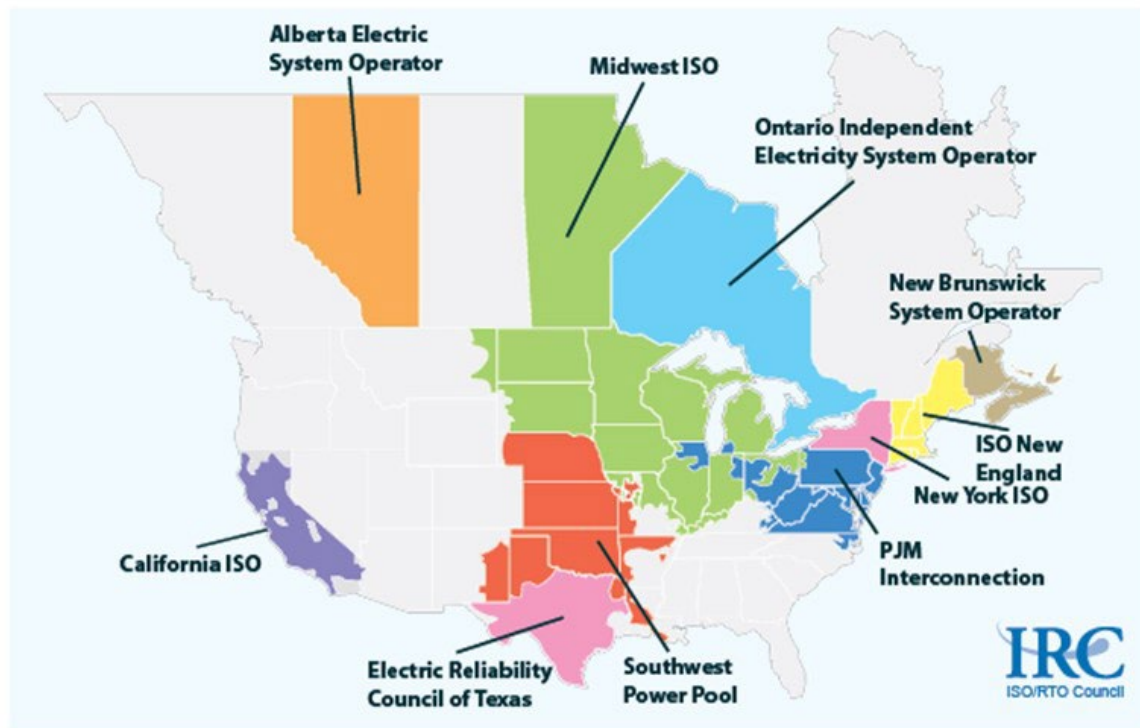 Alberta Electric
System Operator
Midwest ISO
Ontario Independent
Electricity System Operator
New Brunswick
System Operator
ISO New
England
New York ISO
PJM
Interconnection
California ISO
Electric Reliability
Council of Texas
Southwest
Power Pool
IRC
ISO/RTO Council